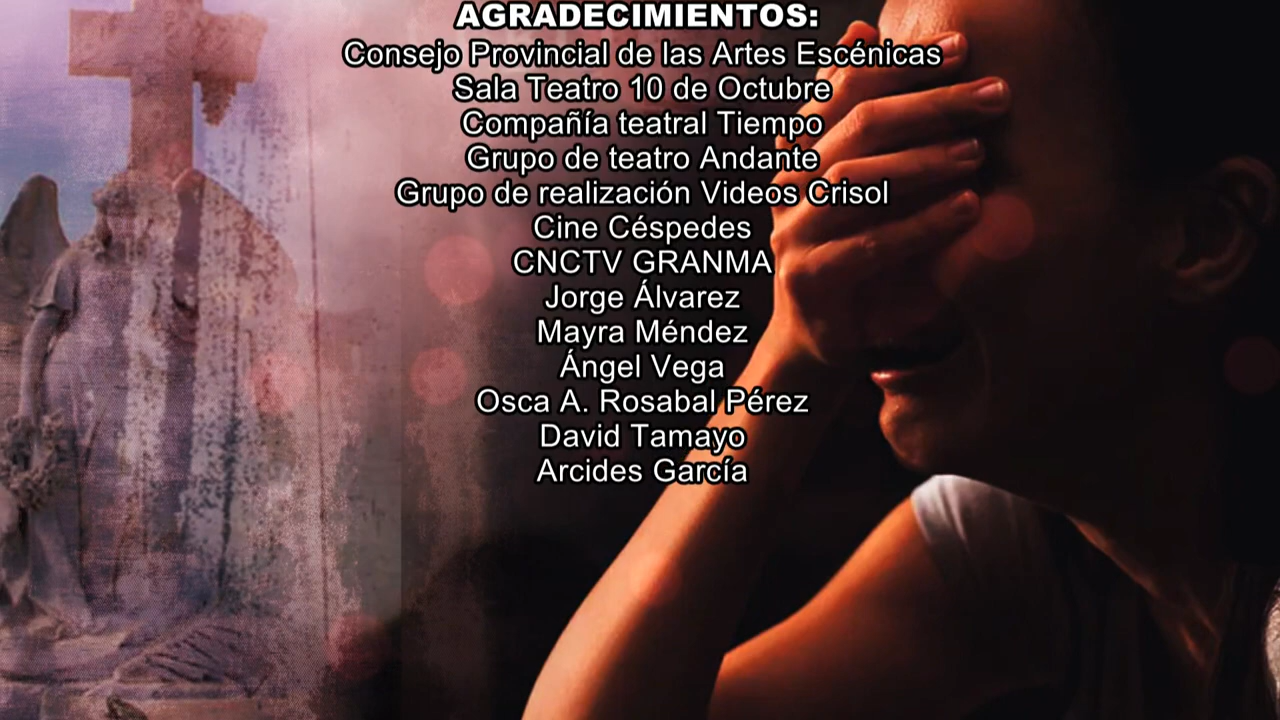 AGRADECIMIENTOS:
Consejo Provincial de las Artes Escénicas
Sala Teatro 10 de Octubre
Compañía teatral Tiempo
Grupo de teatro Andante
Grupo de realización Videos Crisol
Cine Céspedes
CNCTV GRANMA
Jorge Álvarez
Mayra Méndez
Ángel Vega
Osca A. Rosabal Pérez
David Tamayo
Arcides García